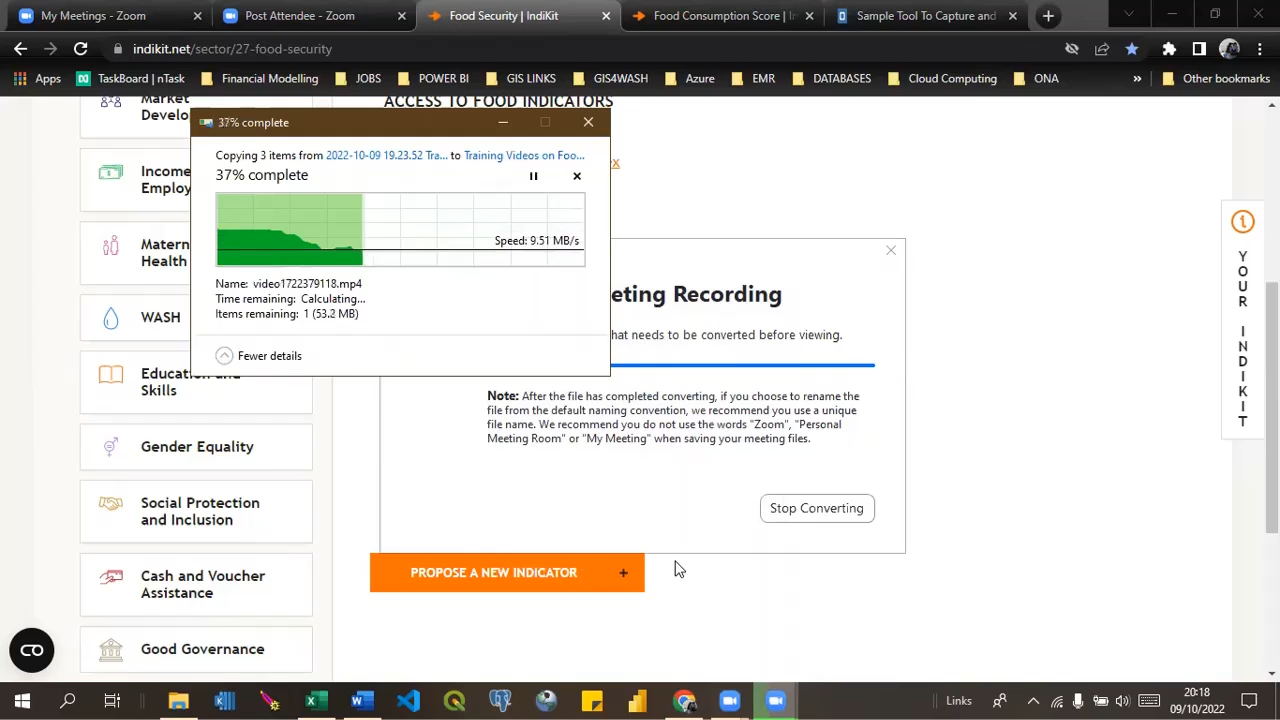 My Meetings - Zoom
Post Attendee - Zoom
Food Security | IndiKit
Food Consumption Score | In
Sample Tool To Capture and
indikit.net/sector/27-food-security
Apps
TaskBoard | nTask
Financial Modelling
JOBS
POWER BI
GIS LINKS
GIS4WASH
Azure
EMR
DATABASES
Cloud Computing
ONA
Other bookmarks
Market
Develo
Income
Employ
Matern
Health
WASH
Education and
Skills
Gender Equality
Social Protection
and Inclusion
Cash and Voucher
Assistance
Good Governance
ACCESS TO FOOD INDICATORS
37% complete
Copying 3 items from 2022-10-09 19.23.52 Tra... to Training Videos on Foo...
37% complete
Speed: 9.51 MB/s
Name: video1722379118.mp4
Time remaining: Calculating...
Items remaining: 1 (53.2 MB)
Fewer details
x
eting Recording
hat needs to be converted before viewing.
Note: After the file has completed converting, if you choose to rename the
file from the default naming convention, we recommend you use a unique
file name. We recommend you do not use the words "Zoom", "Personal
Meeting Room" or "My Meeting" when saving your meeting files.
Stop Converting
PROPOSE A NEW INDICATOR +
YOUR INDIKIT
Links
20:18
09/10/2022